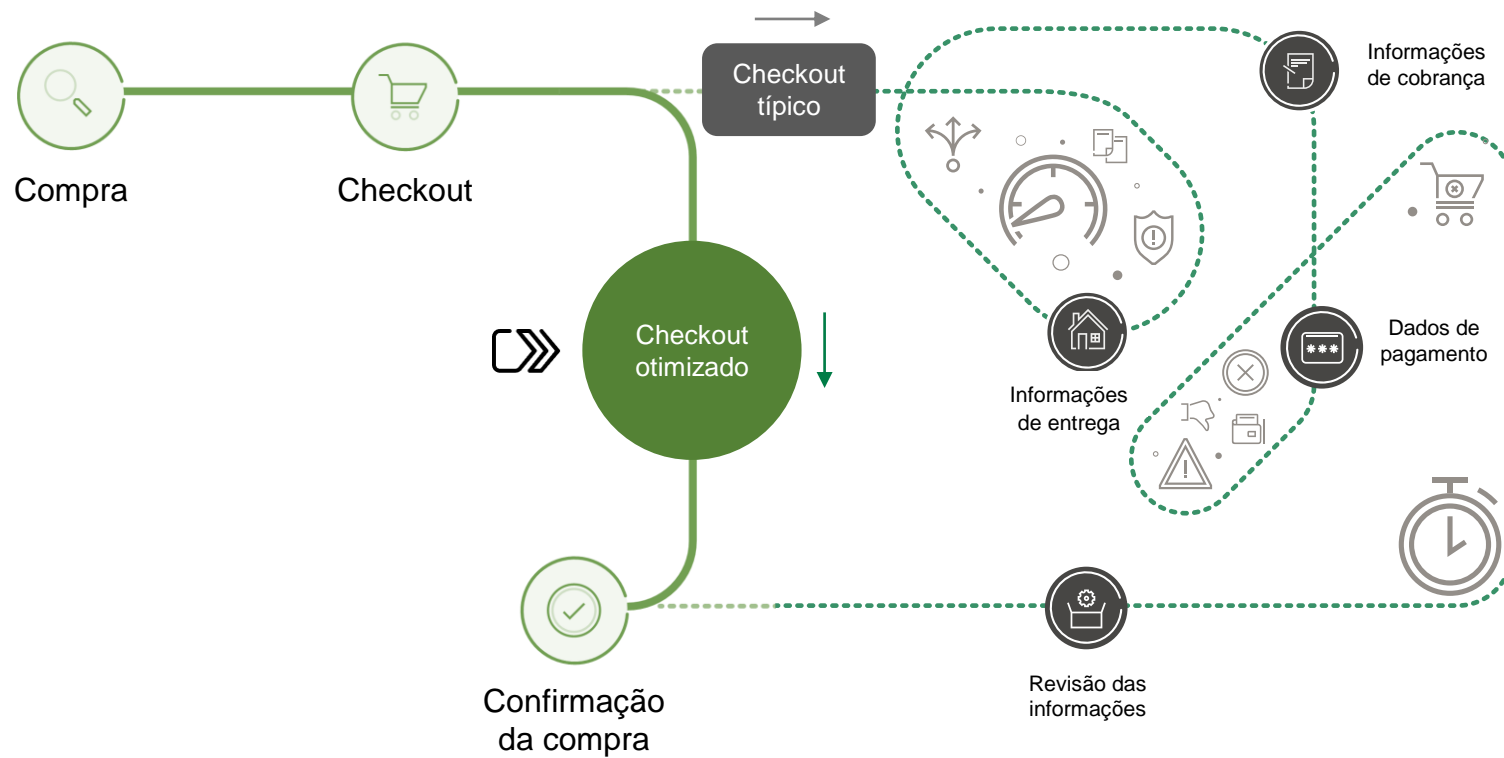 Compra
Checkout
Checkout
típico
Informações
de cobrança
Checkout
otimizado
Informações
de entrega
Dados de
pagamento
Confirmação
da compra
Revisão das
informações